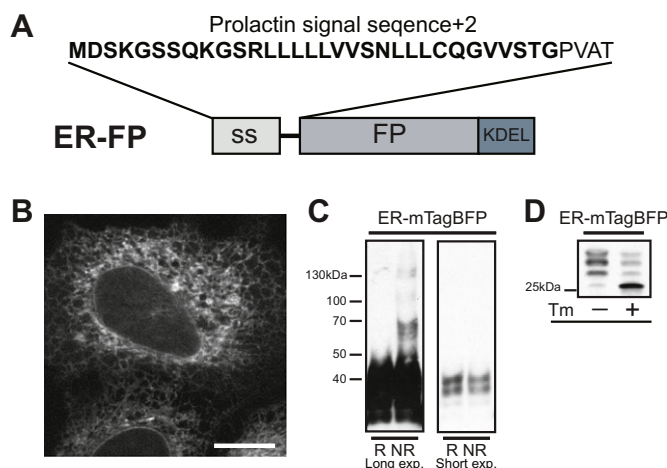 A
Prolactin signal seqence+2
MDSKGSSQKGSRLLLLLVVSNLLLCQGVVSTGPVAT
ER-FP
ss
FP
KDEL
B
C
ER-mTagBFP
130kDa
100
70
50
40
R NR
Long exp.
R NR
Short exp.
D
ER-mTagBFP
25kDa
Tm
− +